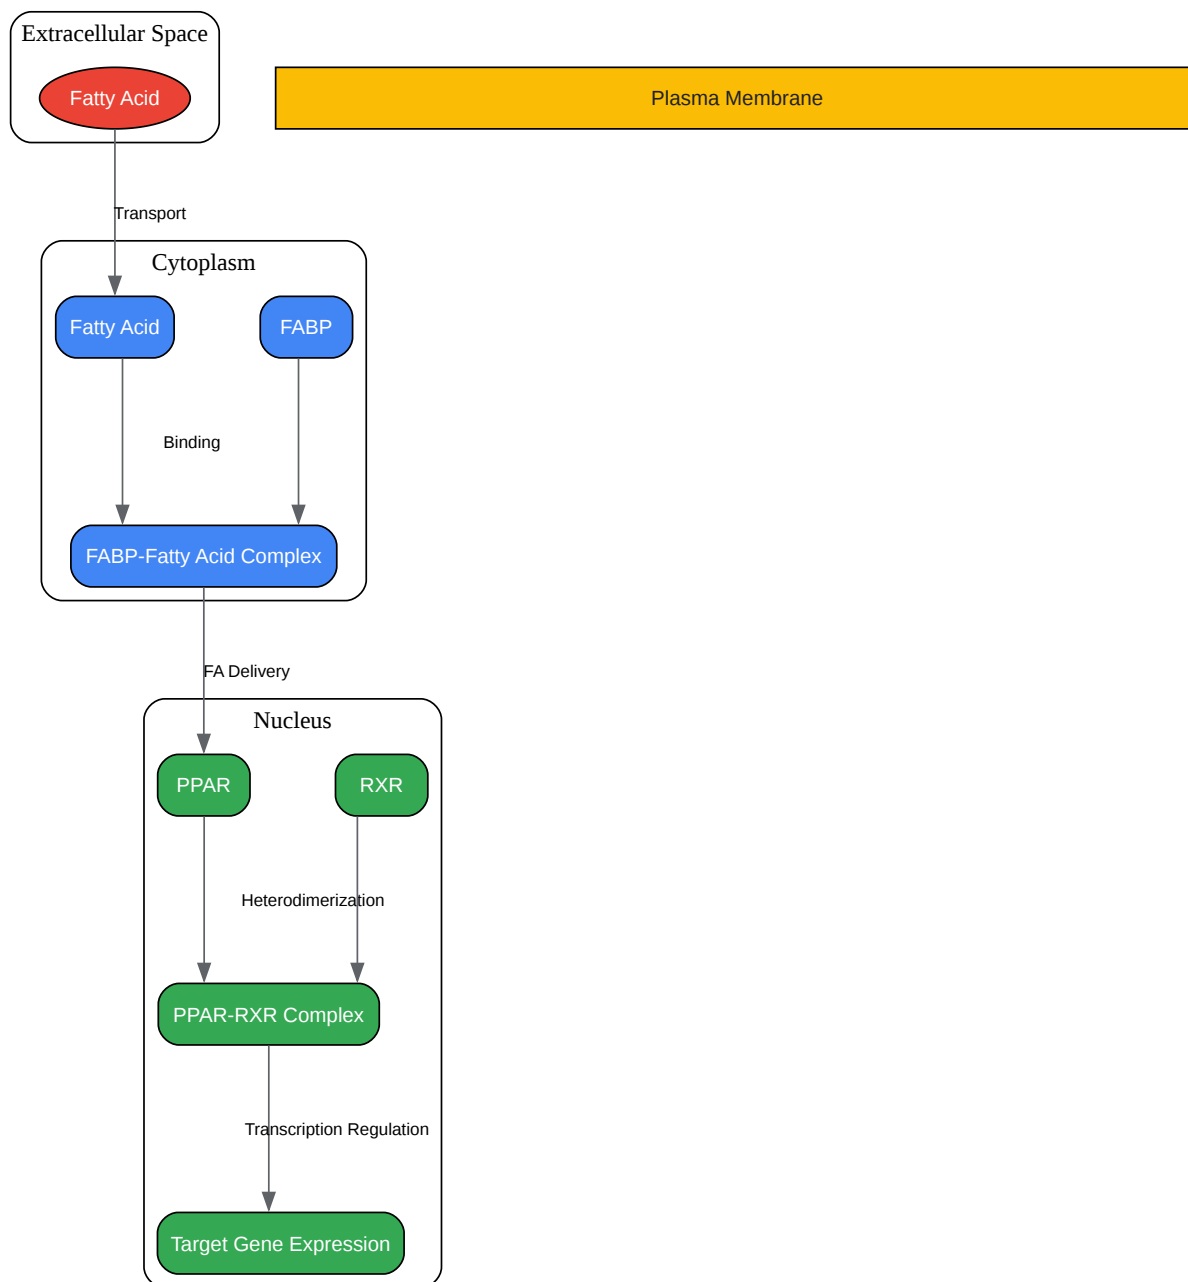 Extracellular Space
Fatty Acid
Plasma Membrane
Transport
Cytoplasm
Fatty Acid
FABP
Binding
FABP-Fatty Acid Complex
FA Delivery
Nucleus
PPAR
RXR
Heterodimerization
PPAR-RXR Complex
Transcription Regulation
Target Gene Expression